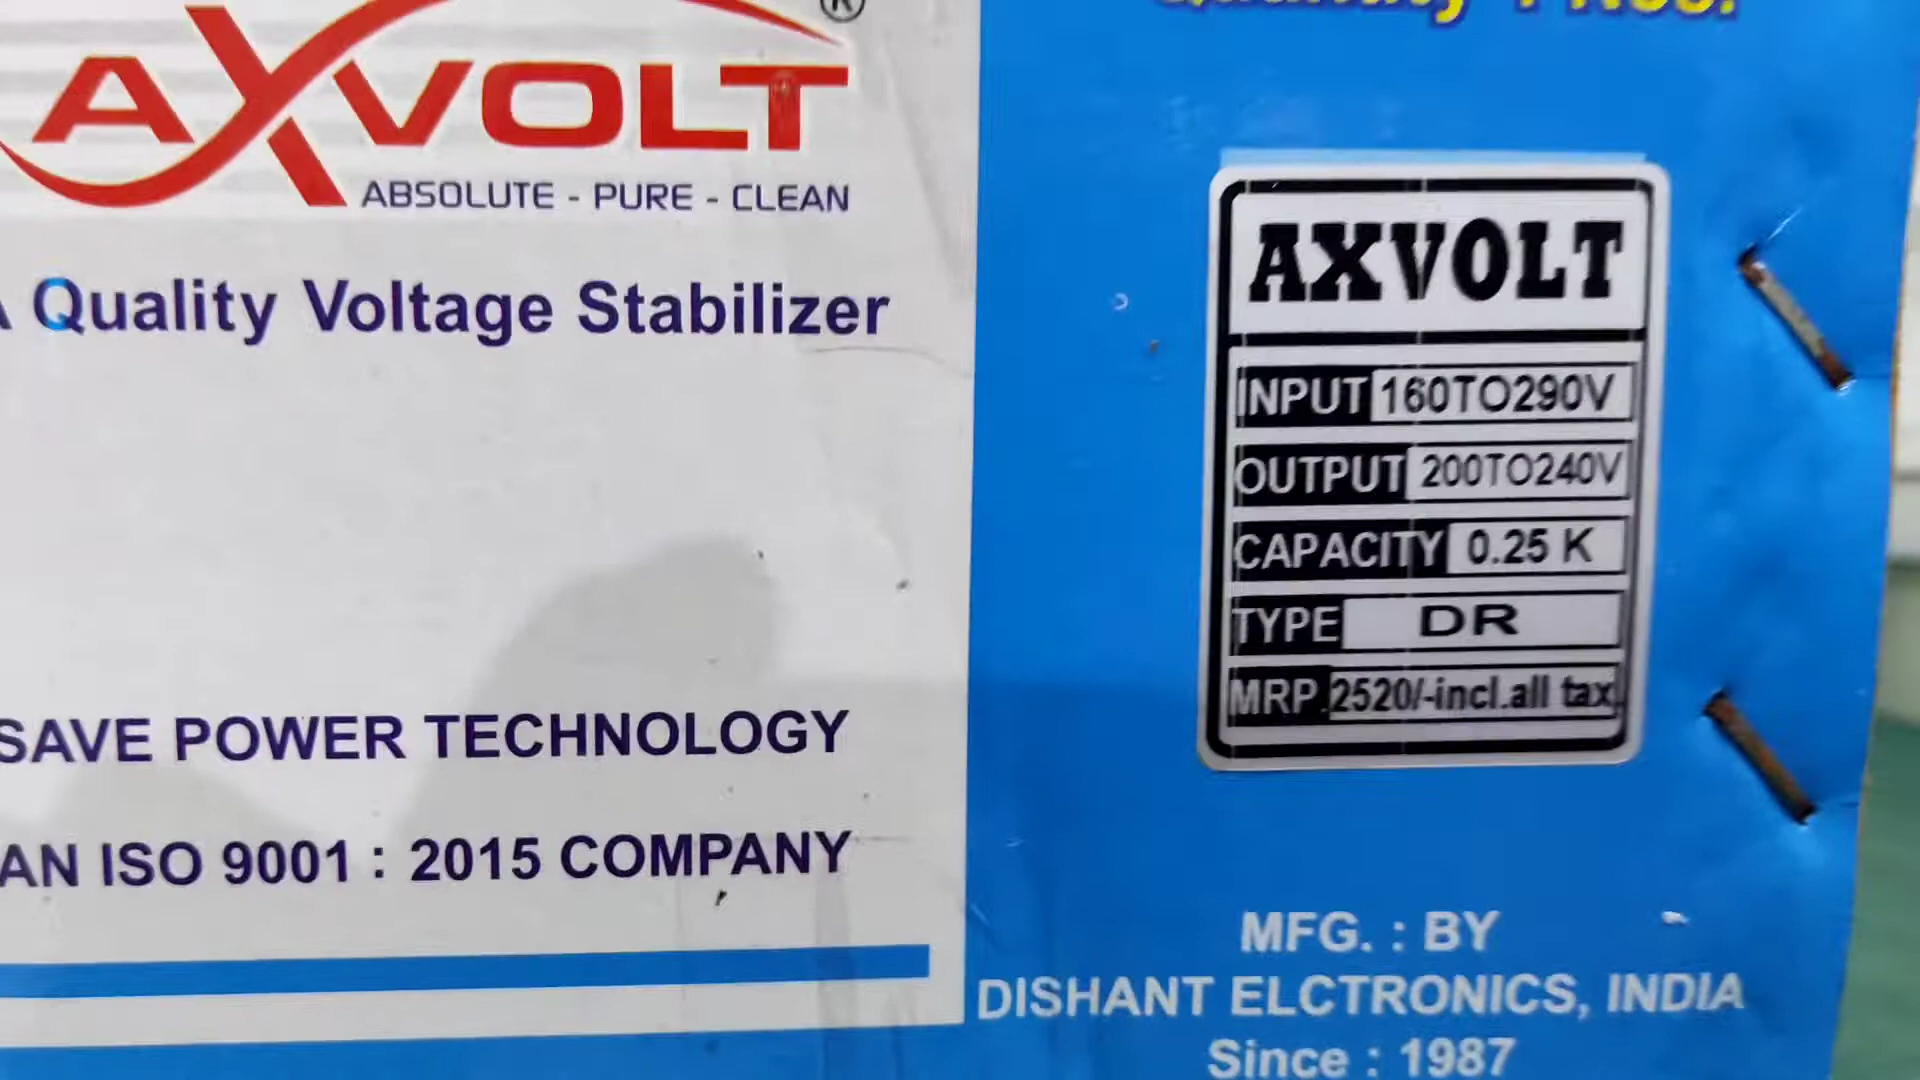 AXVOLT ®
ABSOLUTE - PURE - CLEAN
A Quality Voltage Stabilizer
SAVE POWER TECHNOLOGY
AN ISO 9001 : 2015 COMPANY
Quantity
AXVOLT
INPUT 160TO290V
OUTPUT 200TO240V
CAPACITY 0.25 K
TYPE DR
MRP. 2520/-incl.all tax
MFG. : BY
DISHANT ELCTRONICS, INDIA
Since : 1987